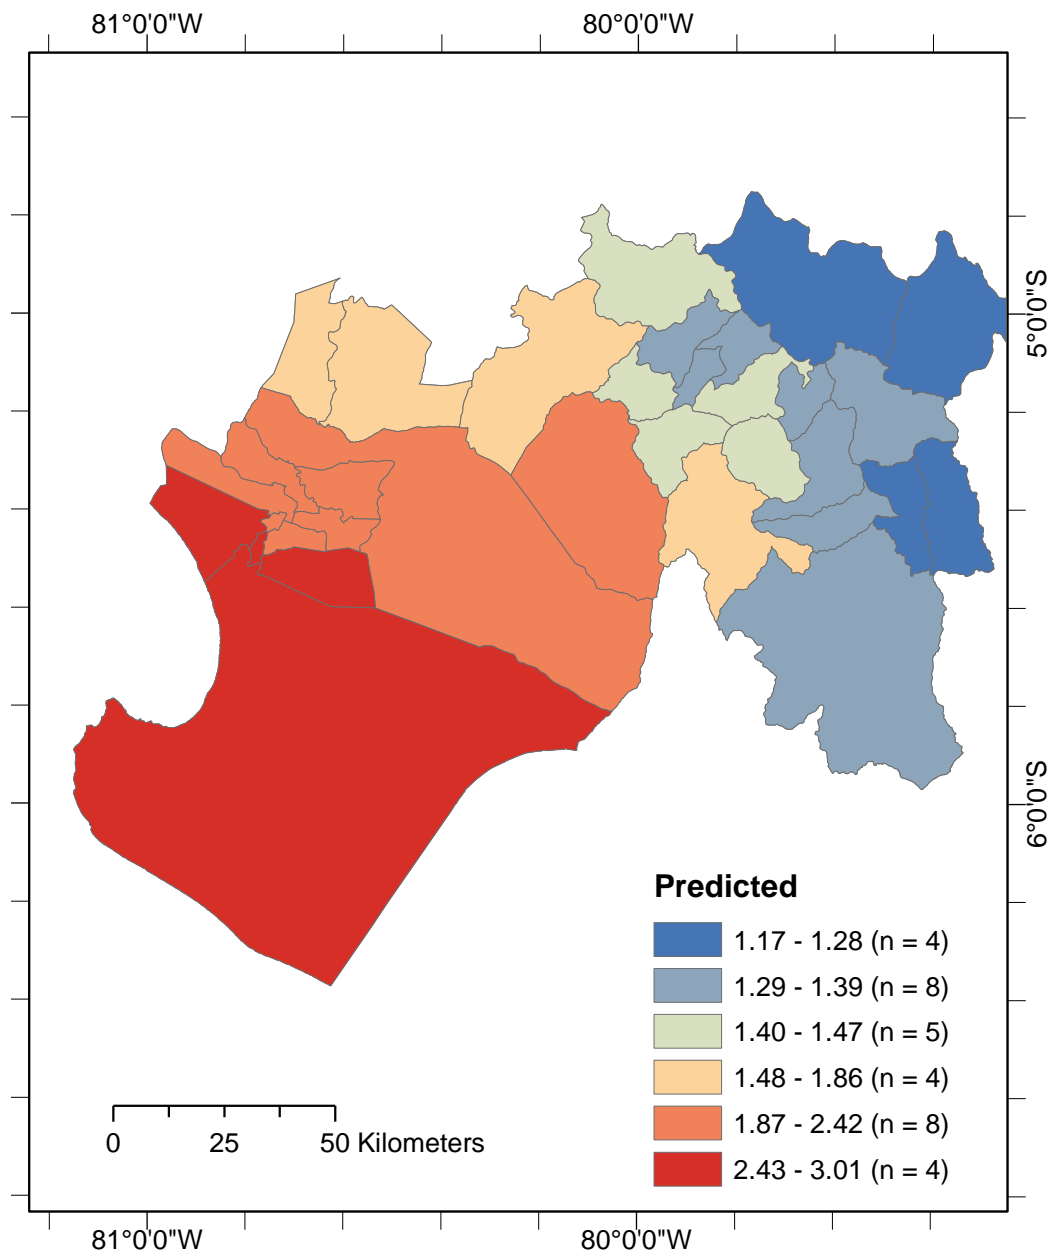 81°0'0"W 80°0'0"W
5°0'0"S
6°0'0"S
Predicted
1.17 - 1.28 (n = 4)
1.29 - 1.39 (n = 8)
1.40 - 1.47 (n = 5)
1.48 - 1.86 (n = 4)
1.87 - 2.42 (n = 8)
2.43 - 3.01 (n = 4)
0 25 50 Kilometers
81°0'0"W 80°0'0"W